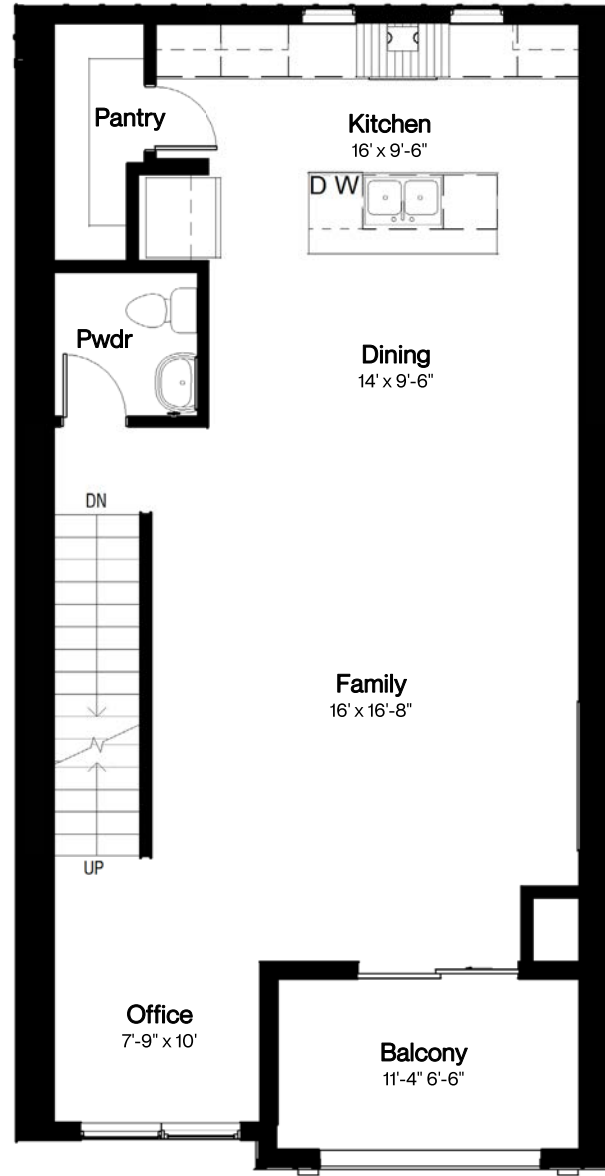 Pantry
Kitchen
16' x 9'-6"
D W
Pwdr
Dining
14' x 9'-6"
DN
Family
16' x 16'-8"
UP
Office
7'-9" x 10'
Balcony
11'-4" 6'-6"